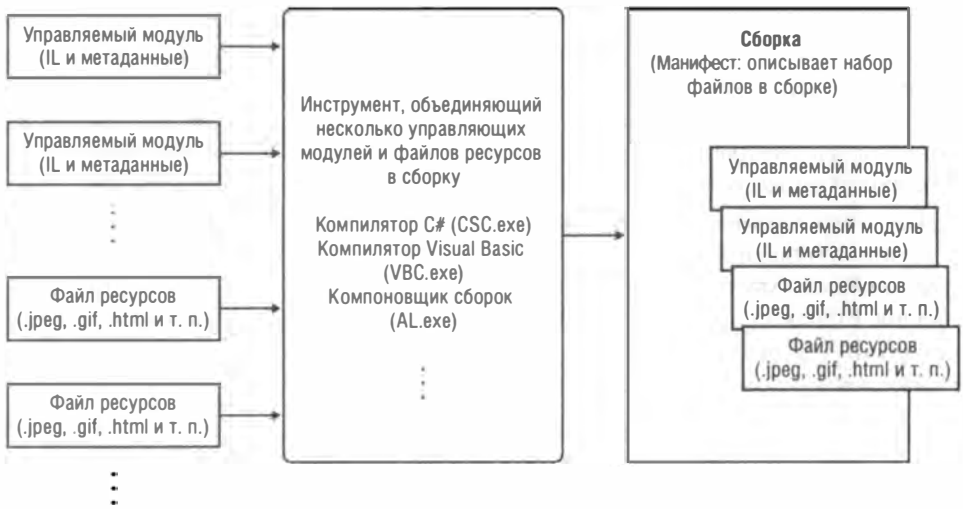 Управляемый модуль
(IL и метаданные)
Управляемый модуль
(IL и метаданные)
Файл ресурсов
(.jpeg, .gif, .html и т. п.)
Файл ресурсов
(.jpeg, .gif, .html и т. п.)
Инструмент, объединяющий
несколько управляющих
модулей и файлов ресурсов
в сборку
Компилятор C# (CSC.exe)
Компилятор Visual Basic
(VBC.exe)
Компоновщик сборок
(AL.exe)
Сборка
(Манифест: описывает набор
файлов в сборке)
Управляемый модуль
(IL и метаданные)
Управляемый модуль
(IL и метаданные)
Файл ресурсов
(.jpeg, .gif, .html и т. п.)
Файл ресурсов
(.jpeg, .gif, .html и т. п.)